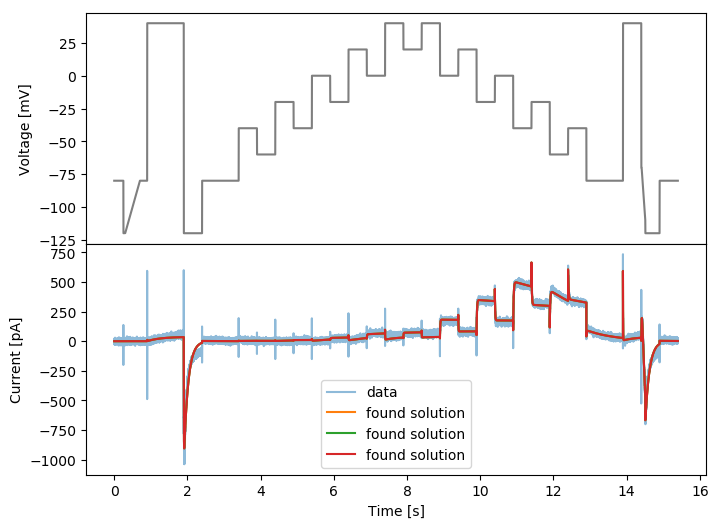 Voltage [mV]
25
0
−25
−50
−75
−100
−125
Current [pA]
750
500
250
0
−250
−500
−750
−1000
data
found solution
found solution
found solution
0 2 4 6 8 10 12 14 16
Time [s]